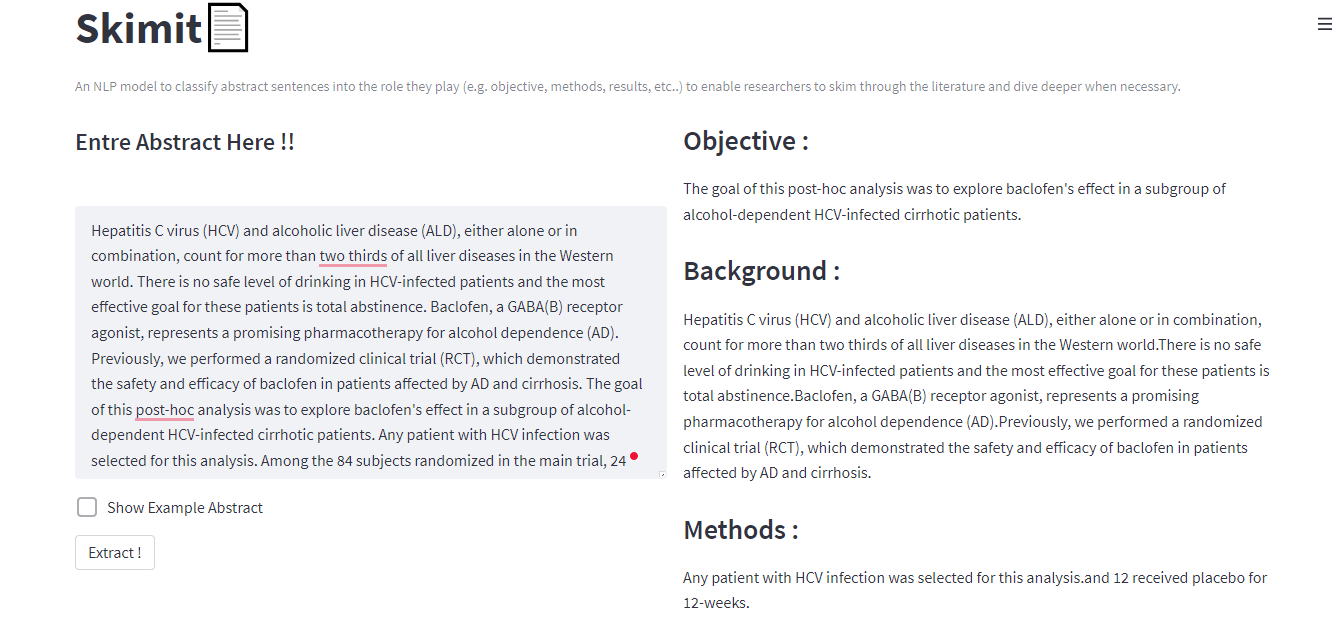 Skimit
An NLP model to classify abstract sentences into the role they play (e.g. objective, methods, results, etc..) to enable researchers to skim through the literature and dive deeper when necessary.
Entre Abstract Here !!
Hepatitis C virus (HCV) and alcoholic liver disease (ALD), either alone or in
combination, count for more than two thirds of all liver diseases in the Western
world. There is no safe level of drinking in HCV-infected patients and the most
effective goal for these patients is total abstinence. Baclofen, a GABA(B) receptor
agonist, represents a promising pharmacotherapy for alcohol dependence (AD).
Previously, we performed a randomized clinical trial (RCT), which demonstrated
the safety and efficacy of baclofen in patients affected by AD and cirrhosis. The goal
of this post-hoc analysis was to explore baclofen's effect in a subgroup of alcohol-
dependent HCV-infected cirrhotic patients. Any patient with HCV infection was
selected for this analysis. Among the 84 subjects randomized in the main trial, 24
Show Example Abstract
Extract !
Objective :
The goal of this post-hoc analysis was to explore baclofen's effect in a subgroup of
alcohol-dependent HCV-infected cirrhotic patients.
Background :
Hepatitis C virus (HCV) and alcoholic liver disease (ALD), either alone or in combination,
count for more than two thirds of all liver diseases in the Western world.There is no safe
level of drinking in HCV-infected patients and the most effective goal for these patients is
total abstinence.Baclofen, a GABA(B) receptor agonist, represents a promising
pharmacotherapy for alcohol dependence (AD).Previously, we performed a randomized
clinical trial (RCT), which demonstrated the safety and efficacy of baclofen in patients
affected by AD and cirrhosis.
Methods :
Any patient with HCV infection was selected for this analysis.and 12 received placebo for
12-weeks.